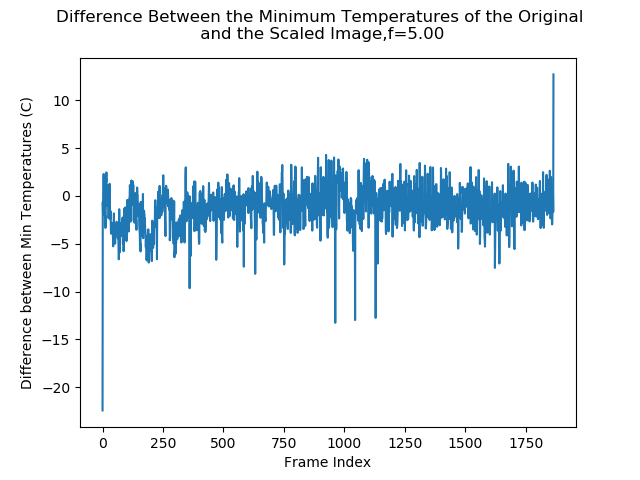 Difference Between the Minimum Temperatures of the Original
and the Scaled Image,f=5.00
Difference between Min Temperatures (C)
10
5
0
−5
−10
−15
−20
0 250 500 750 1000 1250 1500 1750
Frame Index